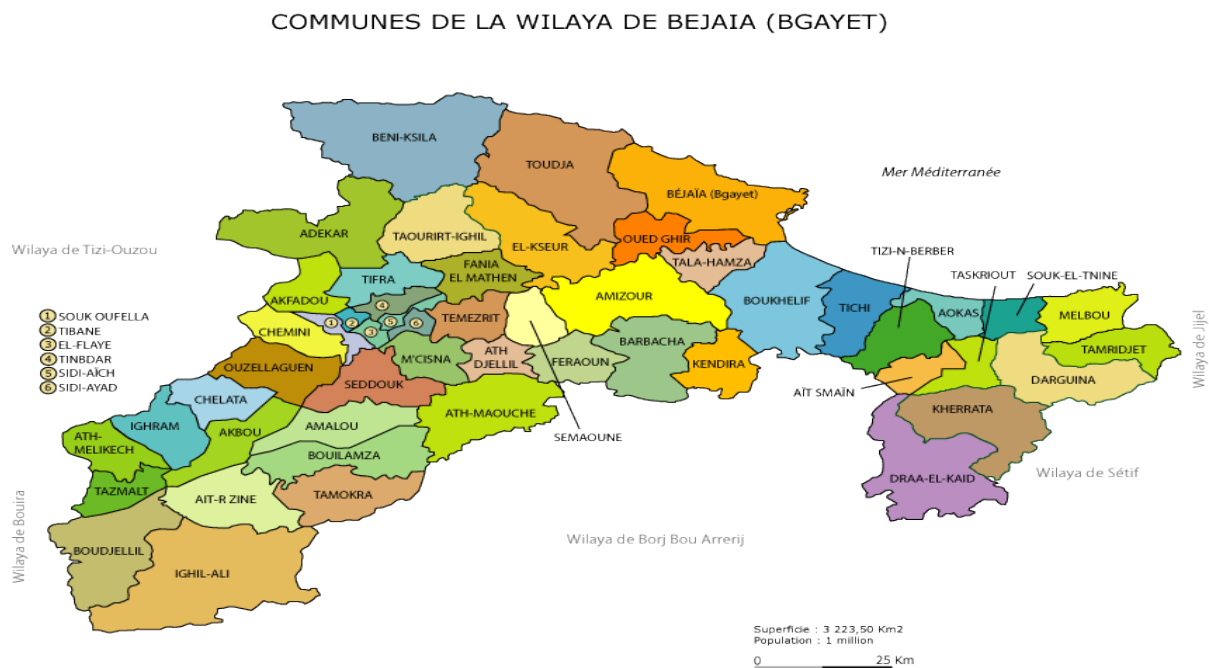 COMMUNES DE LA WILAYA DE BEJAIA (BGAYET)
BENI-KSILA
TOUDJA
Mer Méditerranée
BÉJAÏA (Bgayet)
ADEKAR
TAOURIRT-IGHIL
EL-KSEUR
OUED GHIR
Wilaya de Tizi-Ouzou
TIZI-N-BERBER
TALA-HAMZA
FANIA
EL MATHEN
TASKRIOUT
SOUK-EL-TNINE
TIFRA
AKFADOU
AMIZOUR
BOUKHELIF
TICHI
AOKAS
MELBOU
4
1 SOUK OUFELLA
2 TIBANE
3 EL-FLAYE
4 TINBDAR
5 SIDI-AÏCH
6 SIDI-AYAD
1
2
3
5
6
TEMEZRIT
CHEMINI
BARBACHA
Wilaya de Jijel
TAMRIDJET
M'CISNA
ATH
DJELLIL
FERAOUN
KENDIRA
OUZELLAGUEN
SEDDOUK
DARGUINA
AÏT SMAÏN
CHELATA
KHERRATA
ATH-MAOUCHE
IGHRAM
AKBOU
AMALOU
SEMAOUNE
ATH-
MELIKECH
BOUILAMZA
Wilaya de Sétif
DRAA-EL-KAID
TAZMALT
AIT-R ZINE
TAMOKRA
Wilaya de Bouira
Wilaya de Borj Bou Arrerij
BOUDJELLIL
IGHIL-ALI
Superficie : 3 223,50 Km2
Population : 1 million
0 25 Km